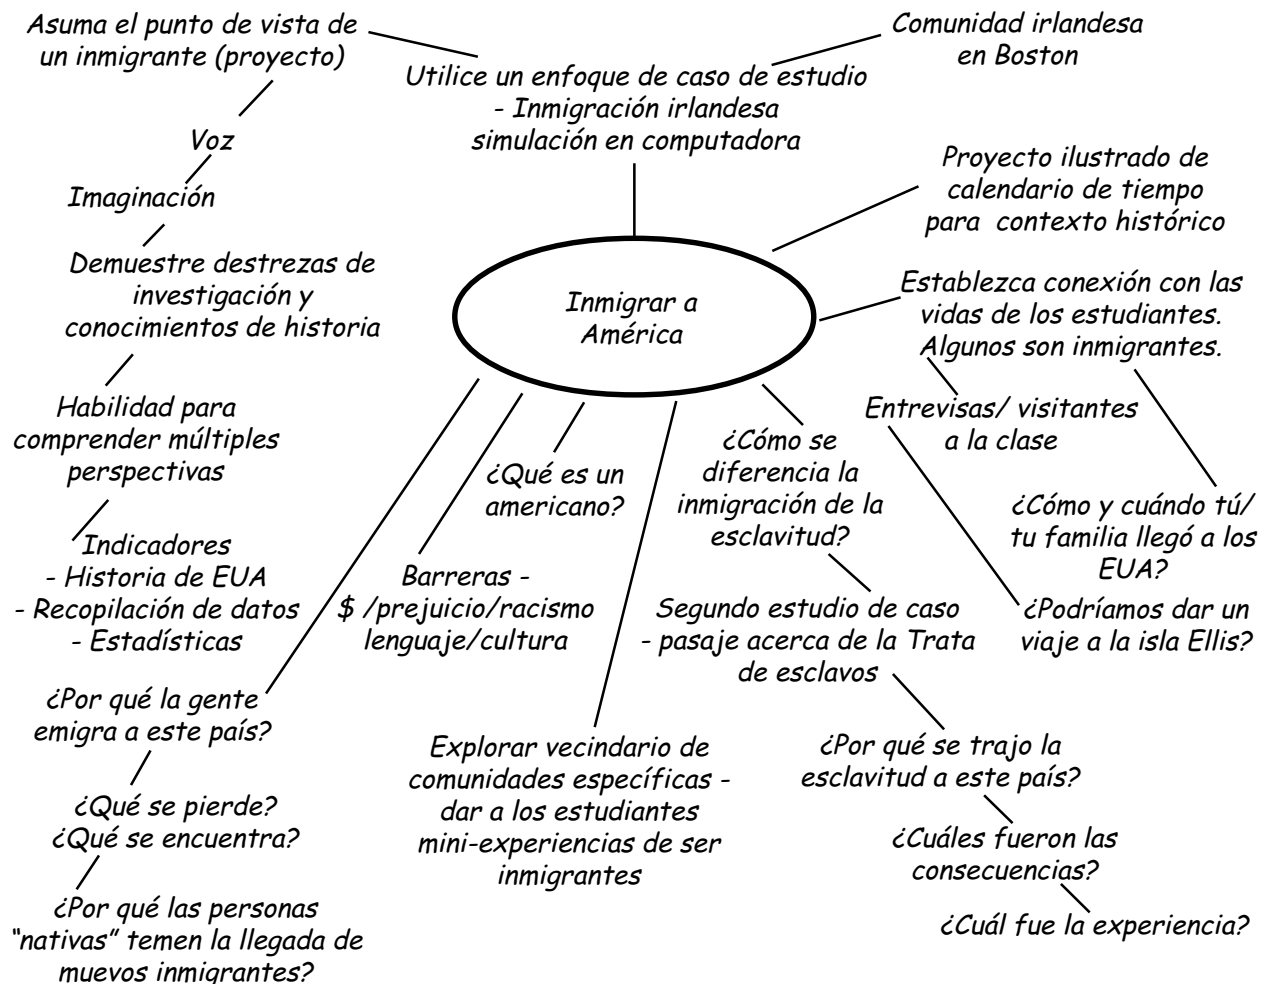 Asuma el punto de vista de
un inmigrante (proyecto)
Utilice un enfoque de caso de estudio
- Inmigración irlandesa
simulación en computadora
Comunidad irlandesa
en Boston
Voz
Imaginación
Demuestre destrezas de
investigación y
conocimientos de historia
Habilidad para
comprender múltiples
perspectivas
Indicadores
- Historia de EUA
- Recopilación de datos
- Estadísticas
Proyecto ilustrado de
calendario de tiempo
para contexto histórico
Inmigrar a
América
Establezca conexión con las
vidas de los estudiantes.
Algunos son inmigrantes.
Entrevisas/ visitantes
a la clase
¿Cómo y cuándo tú/
tu familia llegó a los
EUA?
¿Podríamos dar un
viaje a la isla Ellis?
¿Qué es un
americano?
¿Cómo se
diferencia la
inmigración de la
esclavitud?
Barreras -
$ /prejuicio/racismo
lenguaje/cultura
Segundo estudio de caso
- pasaje acerca de la Trata
de esclavos
¿Por qué la gente
emigra a este país?
¿Qué se pierde?
¿Qué se encuentra?
¿Por qué las personas
"nativas" temen la llegada de
muevos inmigrantes?
Explorar vecindario de
comunidades específicas -
dar a los estudiantes
mini-experiencias de ser
inmigrantes
¿Por qué se trajo la
esclavitud a este país?
¿Cuáles fueron las
consecuencias?
¿Cuál fue la experiencia?